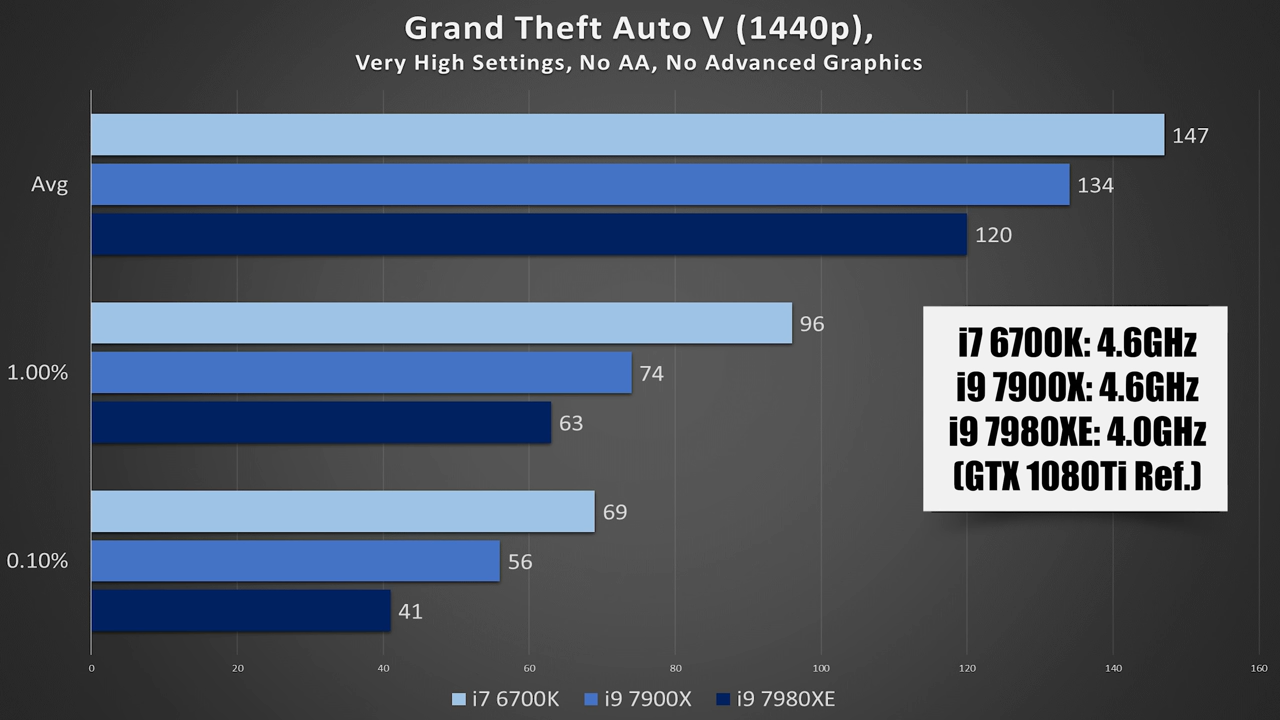 Grand Theft Auto V (1440p),
Very High Settings, No AA, No Advanced Graphics
147
Avg
134
120
96
1.00%
74
63
69
0.10%
56
41
i7 6700K: 4.6GHz
i9 7900X: 4.6GHz
i9 7980XE: 4.0GHz
(GTX 1080Ti Ref.)
0 20 40 60 80 100 120 140 160
i7 6700K i9 7900X i9 7980XE